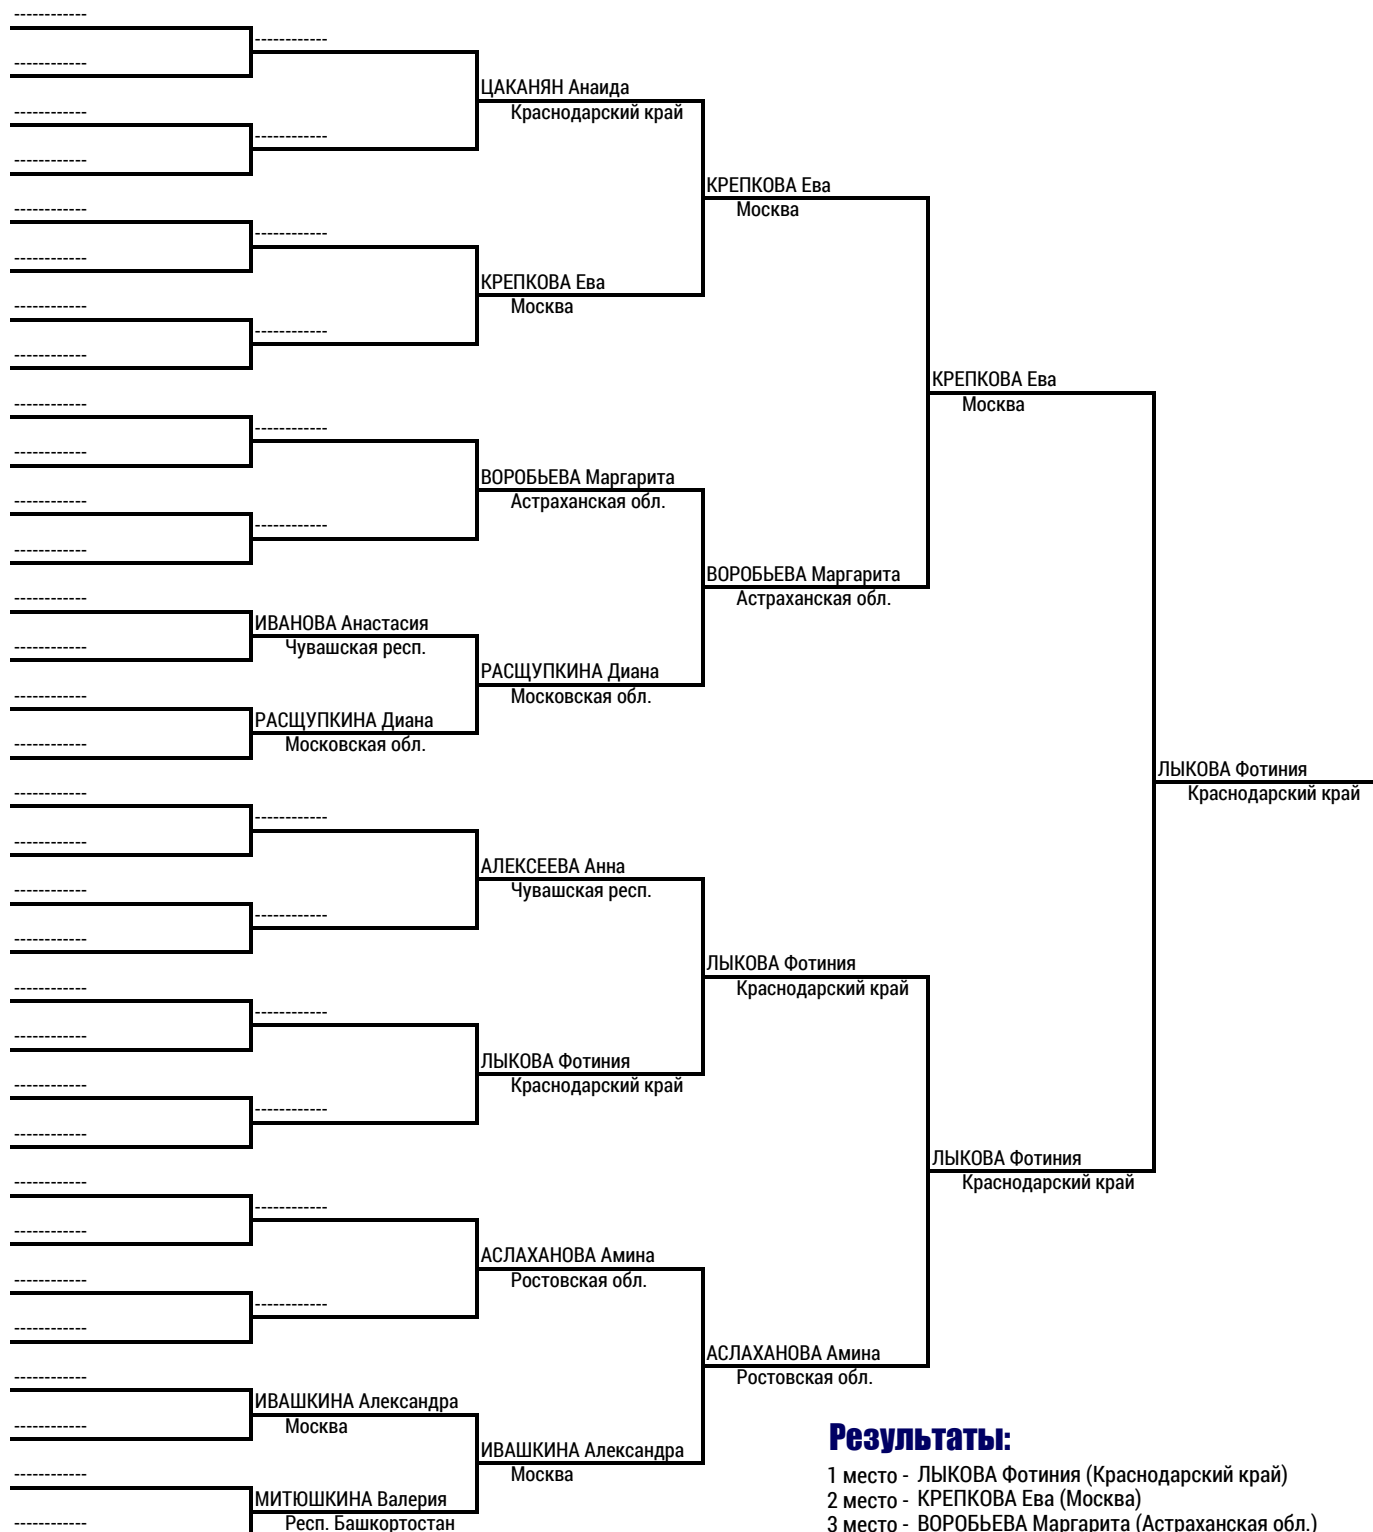 ------------
------------
------------
------------
ЦАКАНЯН Анаида
Краснодарский край
------------
------------
------------
КРЕПКОВА Ева
Москва
------------
------------
------------
КРЕПКОВА Ева
Москва
------------
------------
------------
КРЕПКОВА Ева
Москва
------------
------------
------------
ВОРОБЬЕВА Маргарита
Астраханская обл.
------------
------------
------------
ВОРОБЬЕВА Маргарита
Астраханская обл.
------------
ИВАНОВА Анастасия
Чувашская респ.
------------
РАСЩУПКИНА Диана
Московская обл.
------------
РАСЩУПКИНА Диана
Московская обл.
------------
ЛЫКОВА Фотиния
Краснодарский край
------------
------------
------------
АЛЕКСЕЕВА Анна
Чувашская респ.
------------
------------
------------
ЛЫКОВА Фотиния
Краснодарский край
------------
------------
------------
ЛЫКОВА Фотиния
Краснодарский край
------------
------------
------------
ЛЫКОВА Фотиния
Краснодарский край
------------
------------
------------
АСЛАХАНОВА Амина
Ростовская обл.
------------
------------
------------
АСЛАХАНОВА Амина
Ростовская обл.
------------
ИВАШКИНА Александра
Москва
------------
ИВАШКИНА Александра
Москва
------------
МИТЮШКИНА Валерия
Респ. Башкортостан
------------
Результаты:
1 место - ЛЫКОВА Фотиния (Краснодарский край)
2 место - КРЕПКОВА Ева (Москва)
3 место - ВОРОБЬЕВА Маргарита (Астраханская обл.)